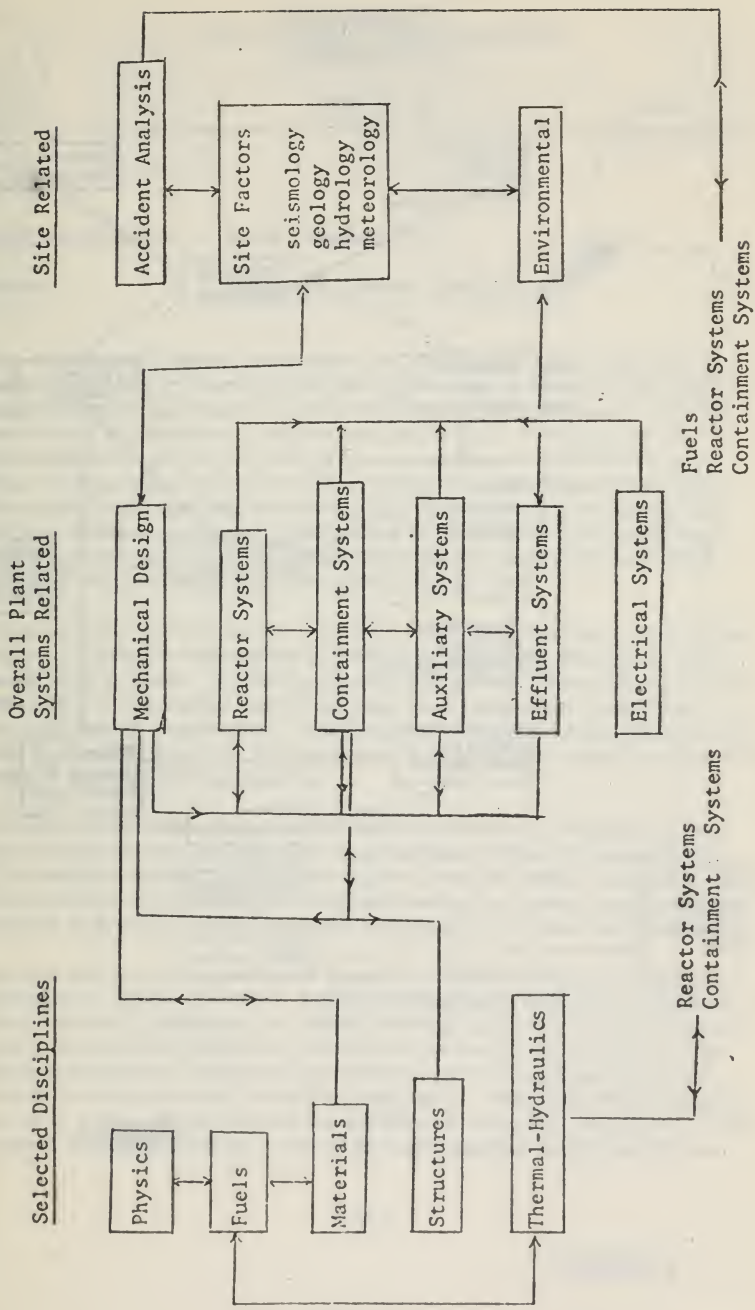 Selected Disciplines
Physics
Fuels
Materials
Structures
Thermal-Hydraulics
Reactor Systems
Containment Systems
Overall Plant
Systems Related
Mechanical Design
Reactor Systems
Containment Systems
Auxiliary Systems
Effluent Systems
Electrical Systems
Site Related
Accident Analysis
Site Factors
seismology
geology
hydrology
meteorology
Environmental
Fuels
Reactor Systems
Containment Systems